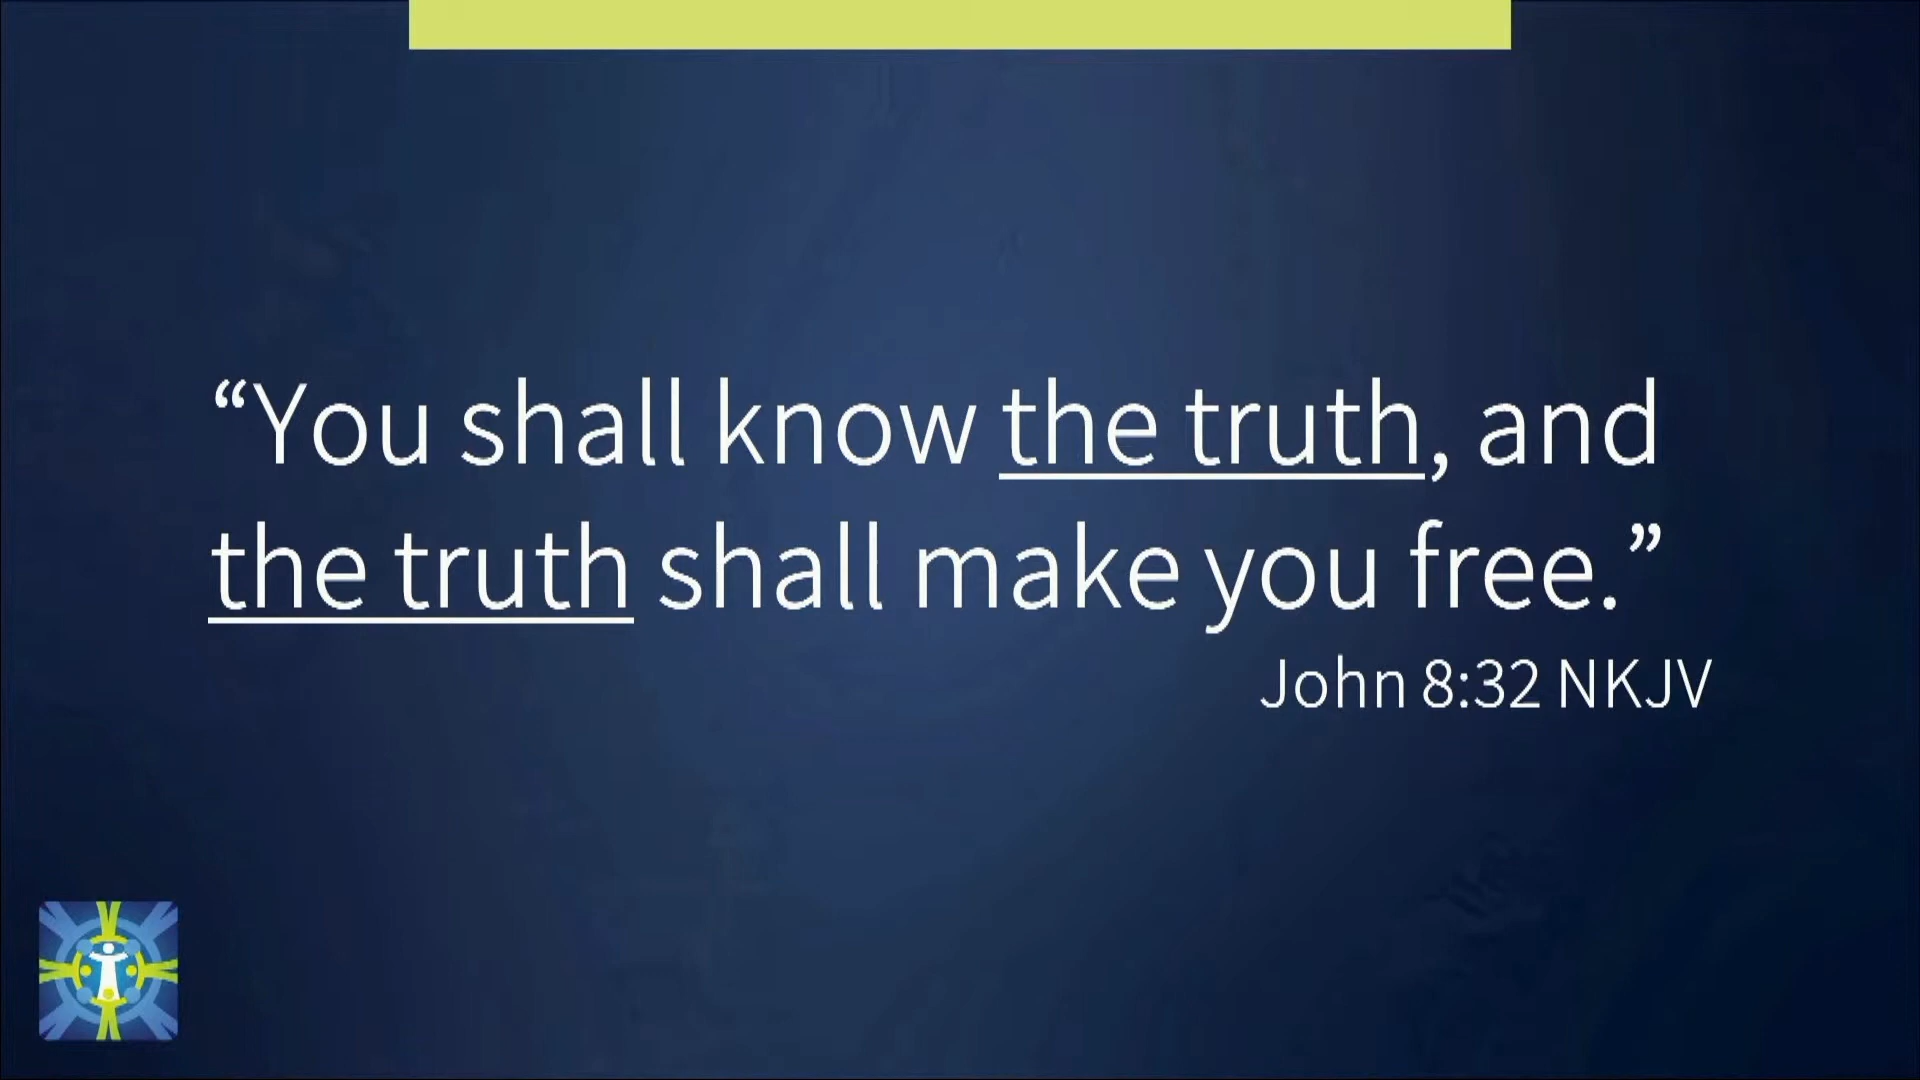 “You shall know the truth, and
the truth shall make you free.”
John 8:32 NKJV